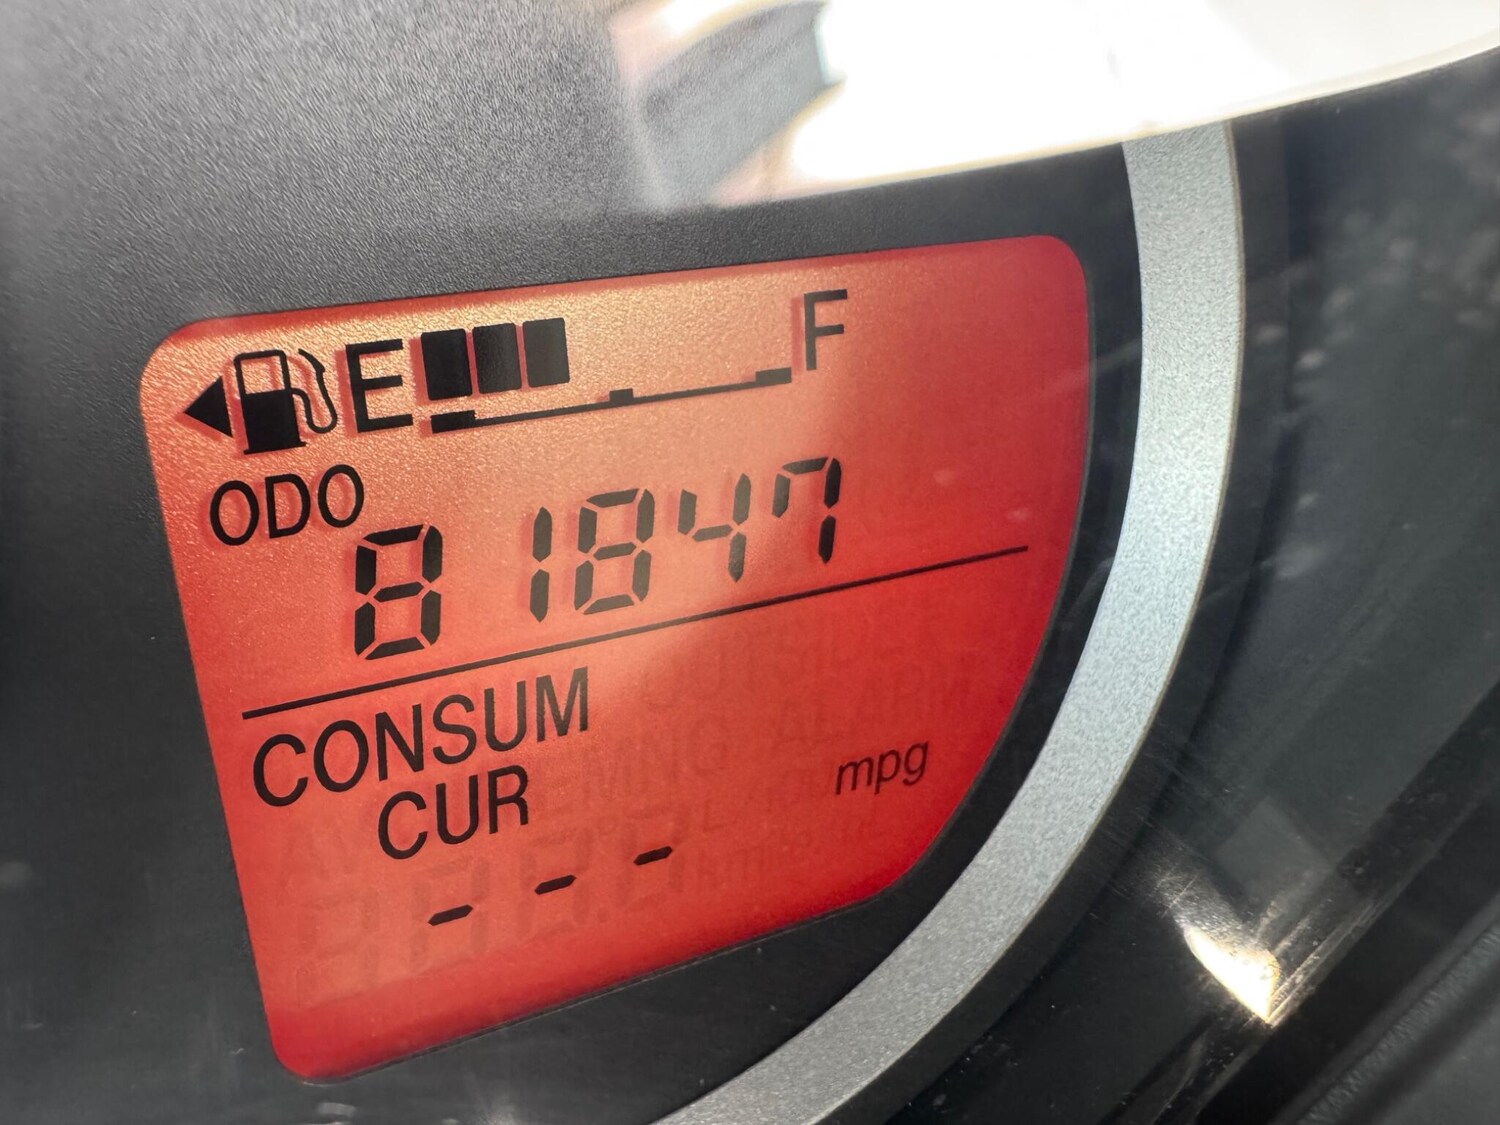 E F
ODO
81847
CONSUM
CUR
mpg
- - -